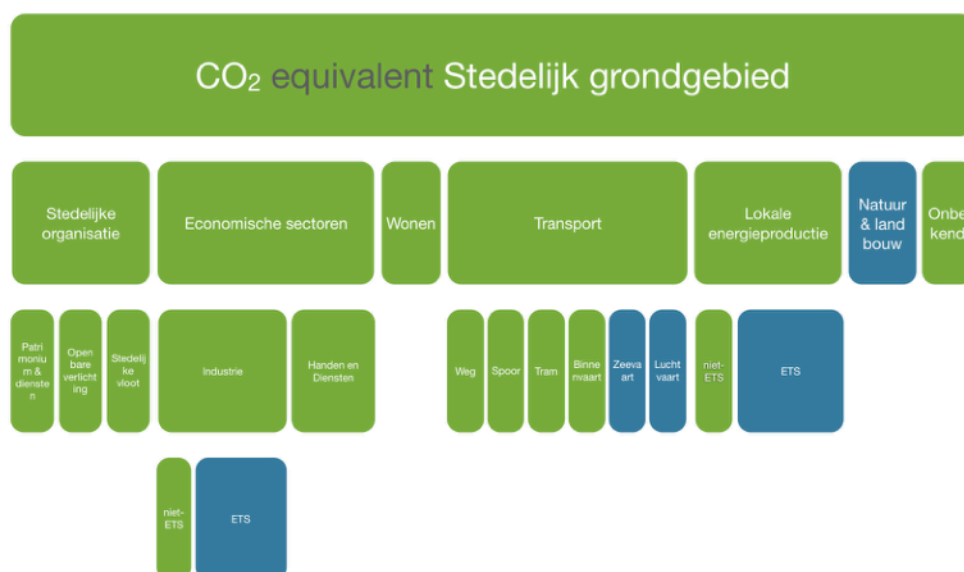 CO₂ equivalent Stedelijk grondgebied
Stedelijke
organisatie
Economische sectoren
Wonen
Transport
Lokale
energieproductie
Natuur
& land
bouw
Onbe
kend
Patri
moniu
m &
dienste
n
Open
bare
verlicht
ing
Stedelij
ke
vloot
Industrie
Handen en
Diensten
Weg
Spoor
Tram
Binne
nvaart
Zeeva
art
Lucht
vaart
niet-
ETS
ETS
niet-
ETS
ETS